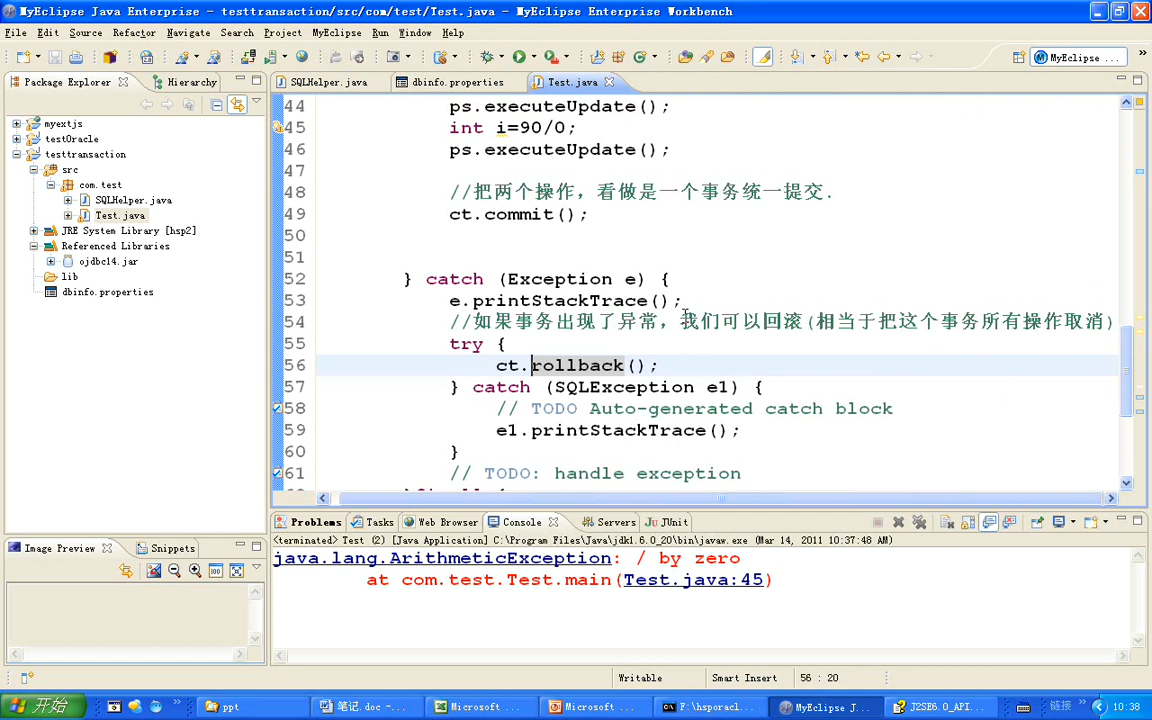 MyEclipse Java Enterprise - testtransaction/src/com/test/Test.java - MyEclipse Enterprise Workbench
File Edit Source Refactor Navigate Search Project MyEclipse Run Window Help
MyEclipse ...
Package Explorer Hierarchy
SQLHelper.java dbinfo.properties Test.java
myextjs
testOracle
testtransaction
src
com.test
SQLHelper.java
Test.java
JRE System Library [hsp2]
Referenced Libraries
ojdbc14.jar
lib
dbinfo.properties
44 ps.executeUpdate();
45 int i=90/0;
46 ps.executeUpdate();
47
48 //把两个操作，看做是一个事务统一提交.
49 ct.commit();
50
51
52 } catch (Exception e) {
53 e.printStackTrace();
54 //如果事务出现了异常，我们可以回滚(相当于把这个事务所有操作取消)
55 try {
56 ct.rollback();
57 } catch (SQLException e1) {
58 // TODO Auto-generated catch block
59 e1.printStackTrace();
60 }
61 // TODO: handle exception
Image Preview Snippets
Problems Tasks Web Browser Console Servers JUnit
<terminated> Test (2) [Java Application] C:\Program Files\Java\jdk1.6.0_20\bin\javaw.exe (Mar 14, 2011 10:37:48 AM)
java.lang.ArithmeticException: / by zero
at com.test.Test.main(Test.java:45)
Writable Smart Insert 56 : 20
开始 ppt 笔记.doc -... Microsoft ... Microsoft ... F:\hsporacl... MyEclipse J... J2SE6.0_API... 链接 10:38